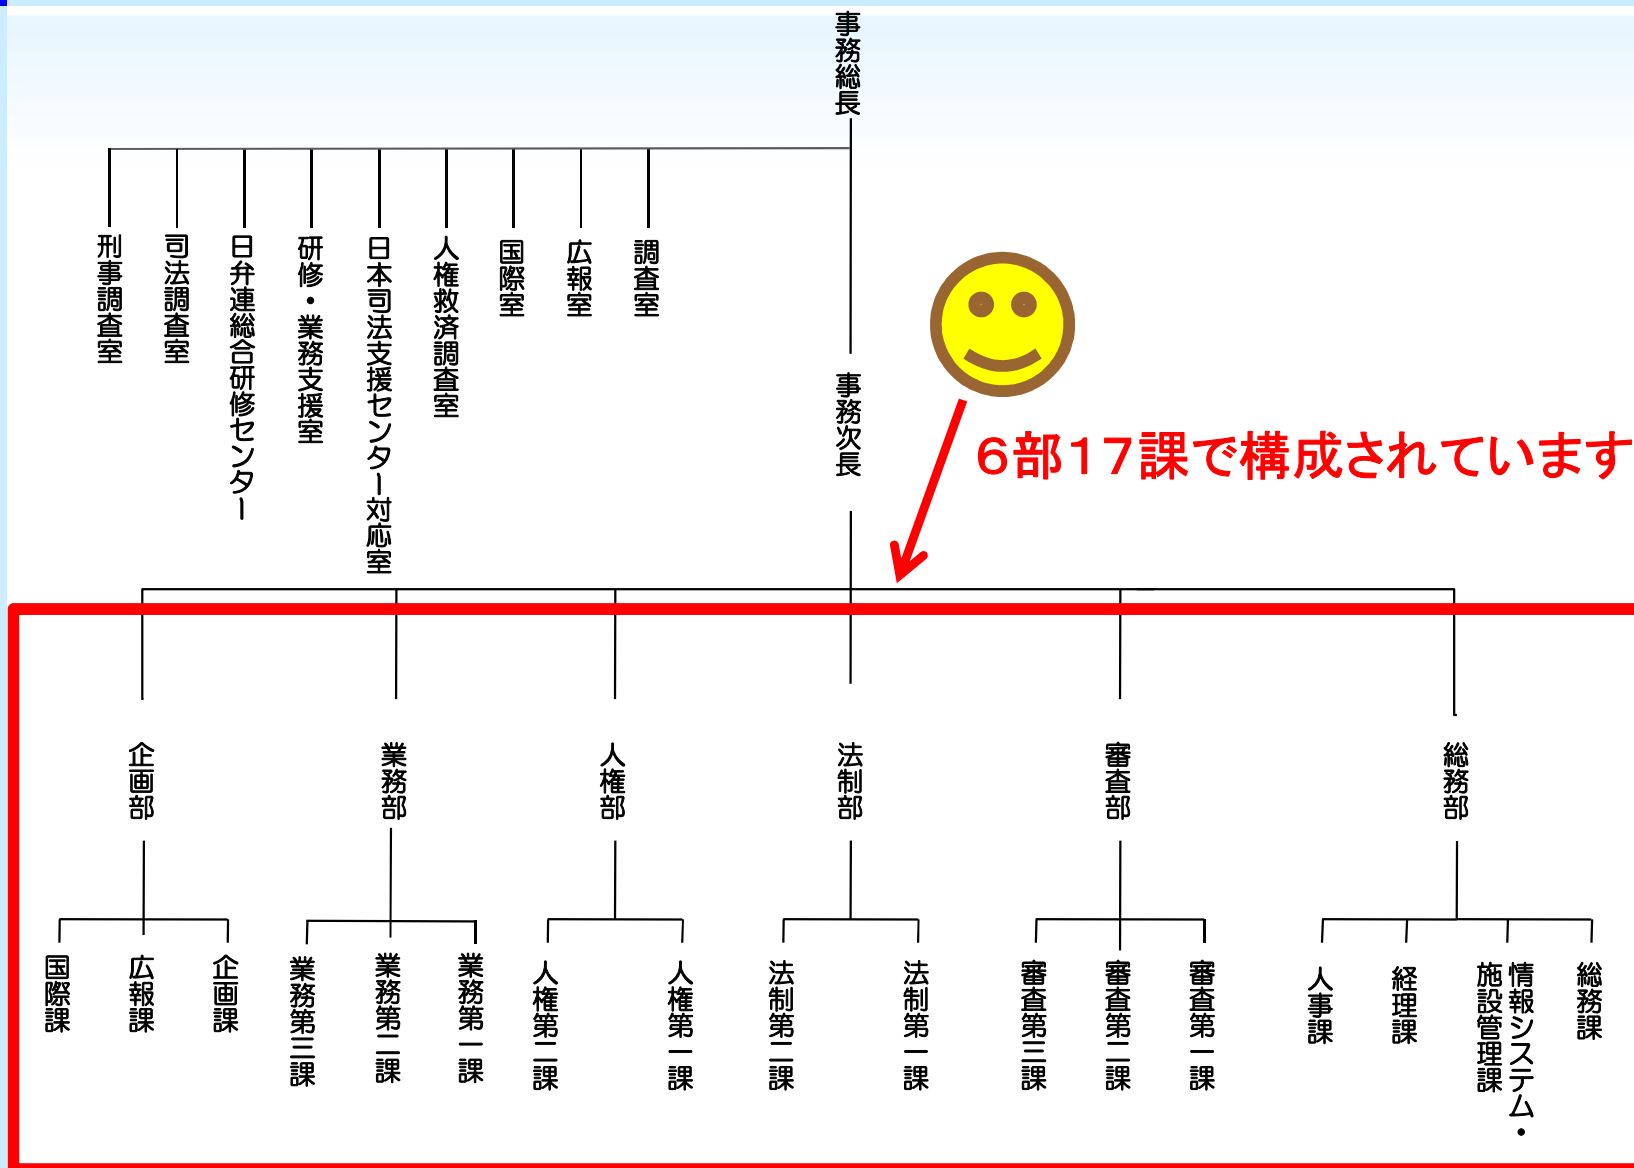 事務総長
調査室
広報室
国際室
人権救済調査室
日本司法支援センター対応室
研修・業務支援室
日弁連総合研修センター
司法調査室
刑事調査室
事務次長
６部１７課で構成されています
総務部
審査部
法制部
人権部
業務部
企画部
総務課
情報システム・
施設管理課
経理課
人事課
審査第一課
審査第二課
審査第三課
法制第一課
法制第二課
人権第一課
人権第二課
業務第一課
業務第二課
業務第三課
企画課
広報課
国際課